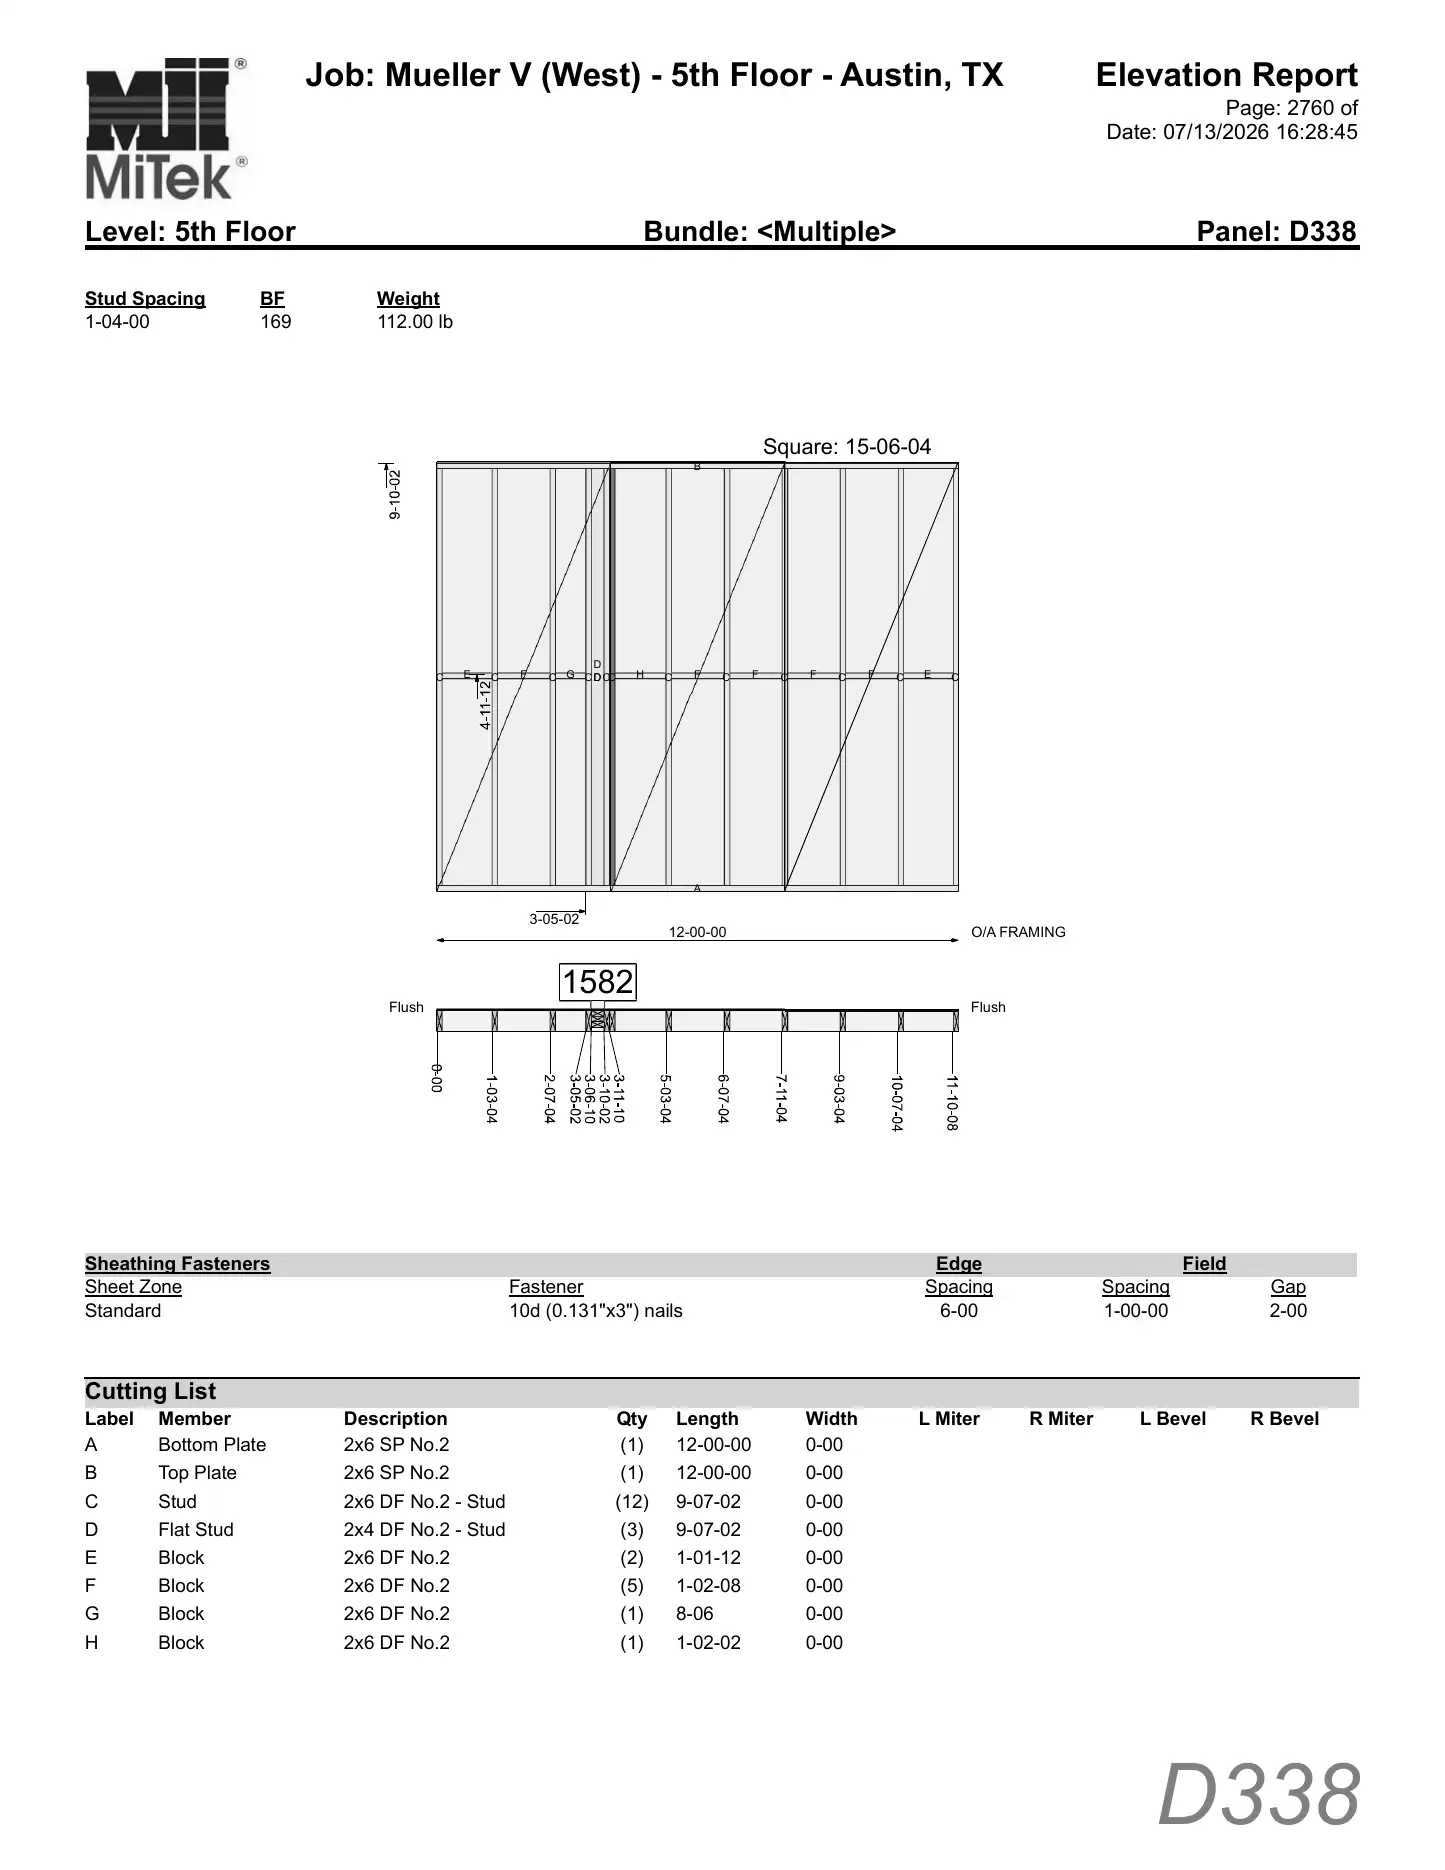 Job: Mueller V (West) - 5th Floor - Austin, TX
Elevation Report
Page: 2760 of
Date: 07/13/2026 16:28:45
MiTek®
Level: 5th Floor Bundle: <Multiple> Panel: D338
Stud Spacing BF Weight
1-04-00 169 112.00 lb
Square: 15-06-04
B
9-10-02
D
E F G D H F F F F E
4-11-12
A
3-05-02
12-00-00 O/A FRAMING
1582
Flush Flush
0-00 1-03-04 2-07-04 3-05-02 3-06-10 3-10-02 3-11-10 5-03-04 6-07-04 7-11-04 9-03-04 10-07-04 11-10-08
Sheathing Fasteners Edge Field
Sheet Zone Fastener Spacing Spacing Gap
Standard 10d (0.131"x3") nails 6-00 1-00-00 2-00
Cutting List
Label Member Description Qty Length Width L Miter R Miter L Bevel R Bevel
A Bottom Plate 2x6 SP No.2 (1) 12-00-00 0-00
B Top Plate 2x6 SP No.2 (1) 12-00-00 0-00
C Stud 2x6 DF No.2 - Stud (12) 9-07-02 0-00
D Flat Stud 2x4 DF No.2 - Stud (3) 9-07-02 0-00
E Block 2x6 DF No.2 (2) 1-01-12 0-00
F Block 2x6 DF No.2 (5) 1-02-08 0-00
G Block 2x6 DF No.2 (1) 8-06 0-00
H Block 2x6 DF No.2 (1) 1-02-02 0-00
D338